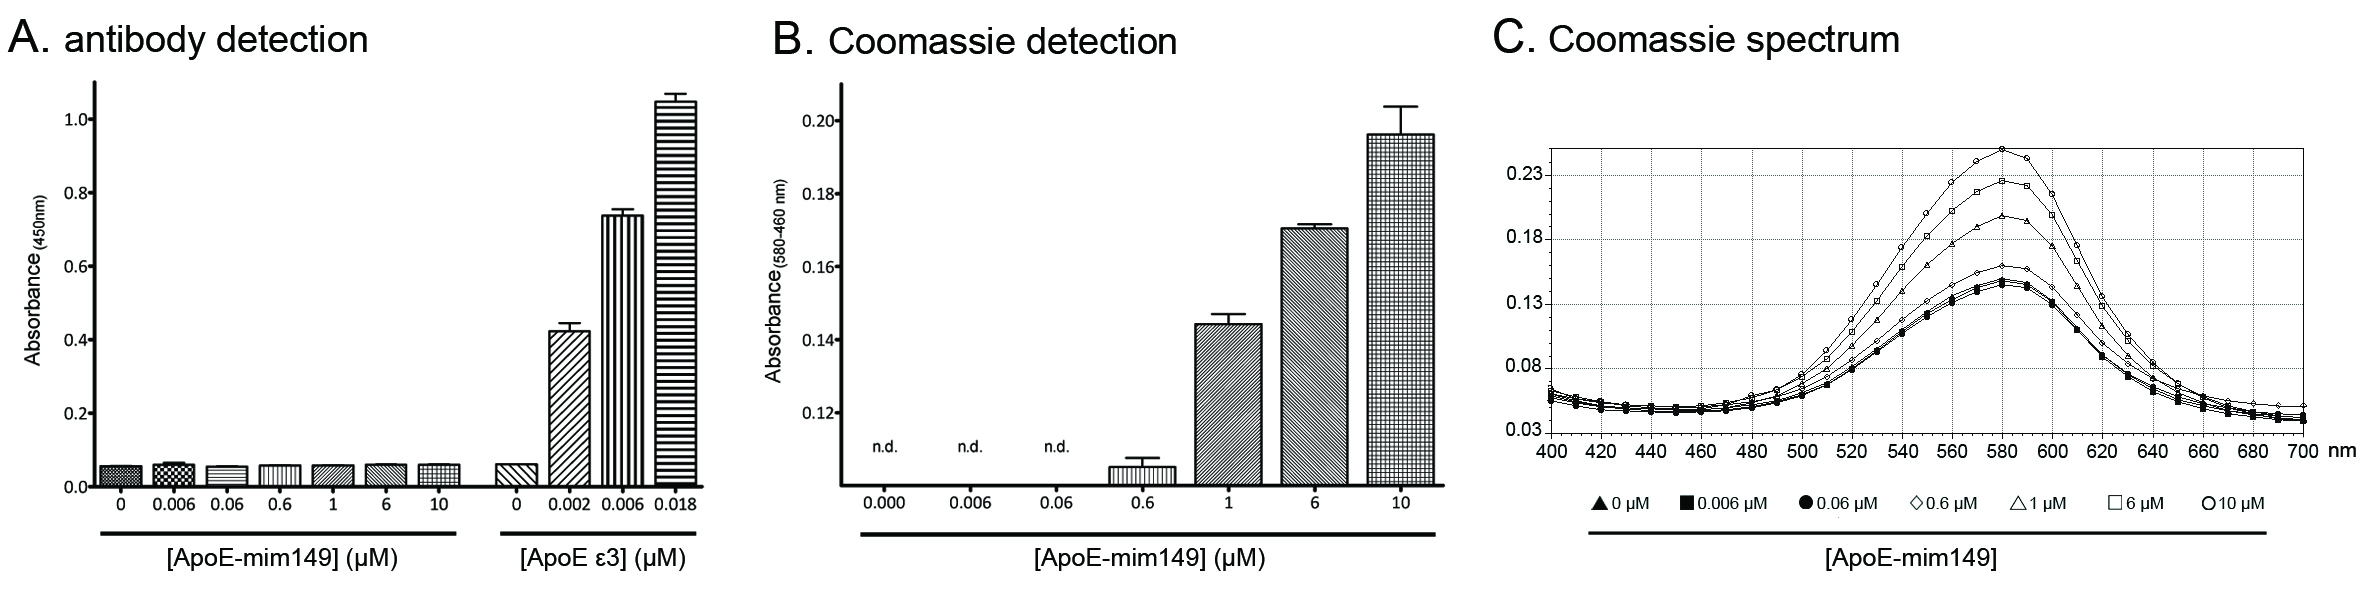 A. antibody detection
Absorbance(450nm)
1.0
0.8
0.6
0.4
0.2
0.0
0 0.006 0.06 0.6 1 6 10 0 0.002 0.006 0.018
[ApoE-mim149] (μM) [ApoE ε3] (μM)
B. Coomassie detection
Absorbance(580-460 nm)
0.20
0.18
0.16
0.14
0.12
n.d. n.d. n.d.
0.000 0.006 0.06 0.6 1 6 10
[ApoE-mim149] (μM)
C. Coomassie spectrum
0.23
0.18
0.13
0.08
0.03
400 420 440 460 480 500 520 540 560 580 600 620 640 660 680 700 nm
0 μM 0.006 μM 0.06 μM 0.6 μM 1 μM 6 μM 10 μM
[ApoE-mim149]